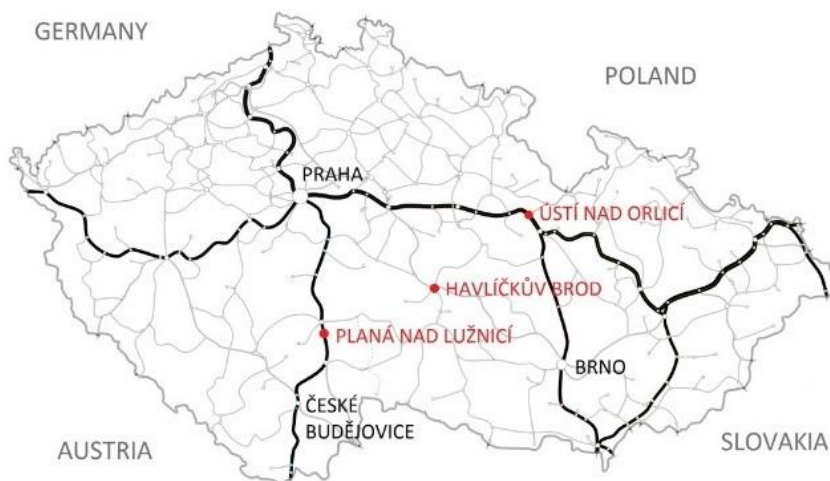 GERMANY
POLAND
PRAHA
ÚSTÍ NAD ORLICÍ
HAVLÍČKŮV BROD
PLANÁ NAD LUŽNICÍ
BRNO
ČESKÉ
BUDĚJOVICE
AUSTRIA
SLOVAKIA